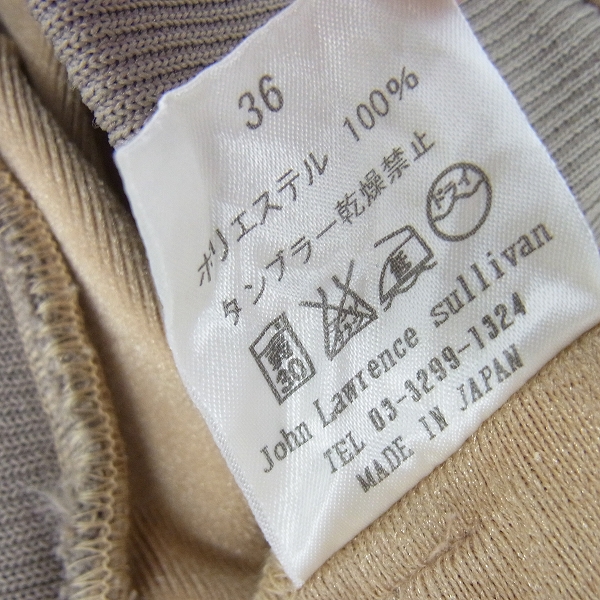 36
ポリエステル 100%
タンブラー乾燥禁止
弱 30 ドライ
John Lawrence sullivan
TEL 03-3299-1324
MADE IN JAPAN